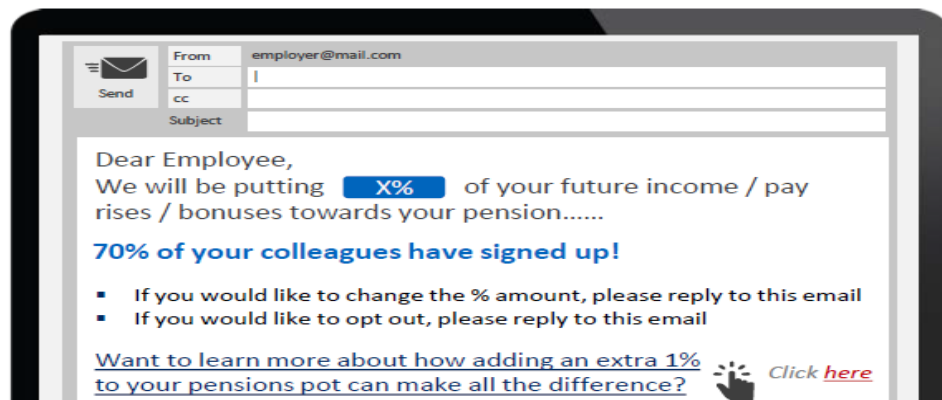 From employer@mail.com
To
Send
cc
Subject
Dear Employee,
We will be putting X% of your future income / pay
rises / bonuses towards your pension......
70% of your colleagues have signed up!
▪ If you would like to change the % amount, please reply to this email
▪ If you would like to opt out, please reply to this email
Want to learn more about how adding an extra 1%
to your pensions pot can make all the difference?
Click here